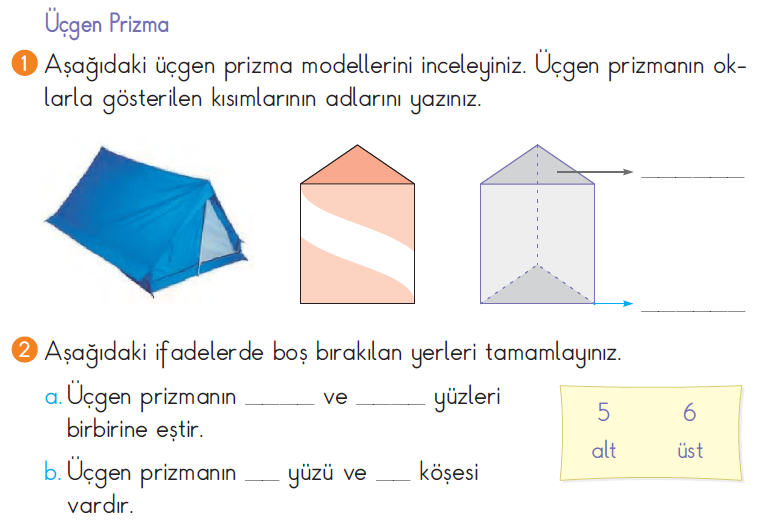 Üçgen Prizma
1 Aşağıdaki üçgen prizma modellerini inceleyiniz. Üçgen prizmanın ok-
larla gösterilen kısımlarının adlarını yazınız.
2 Aşağıdaki ifadelerde boş bırakılan yerleri tamamlayınız.
a. Üçgen prizmanın _____ ve _____ yüzleri
birbirine eştir.
b. Üçgen prizmanın ___ yüzü ve ___ köşesi
vardır.
5 6
alt üst